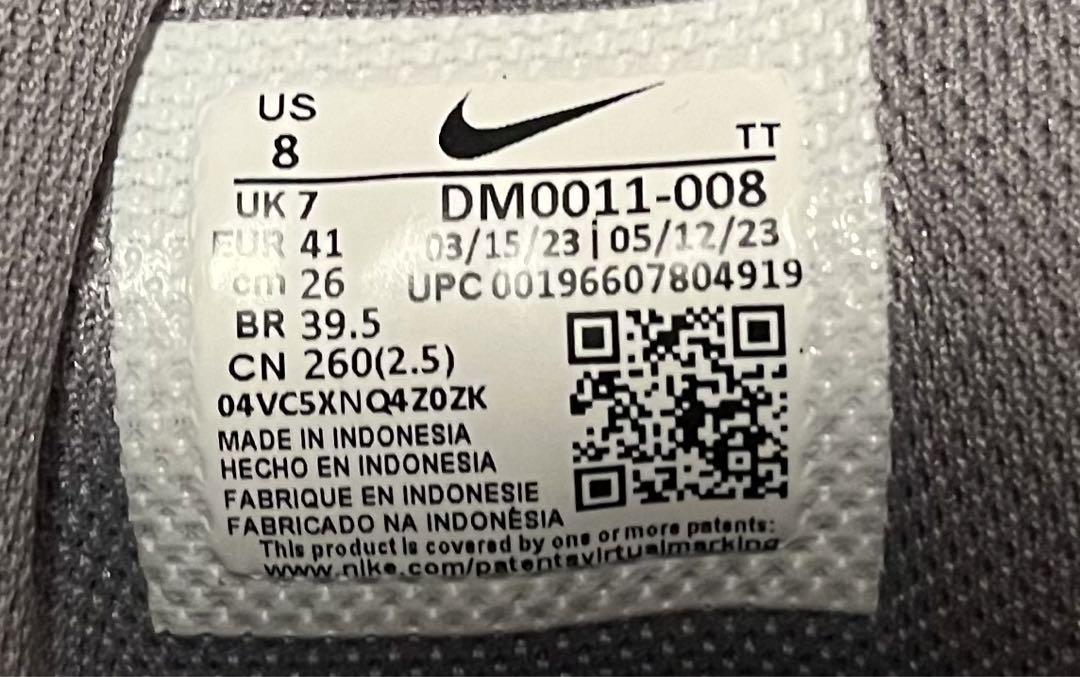 US
8
TT
UK 7
DM0011-008
EUR 41
03/15/23 | 05/12/23
cm 26
UPC 00196607804919
BR 39.5
CN 260(2.5)
04VC5XNQ4Z0ZK
MADE IN INDONESIA
HECHO EN INDONESIA
FABRIQUE EN INDONESIE
FABRICADO NA INDONÉSIA
This product is covered by one or more patents:
www.nike.com/patentsvirtualmarking